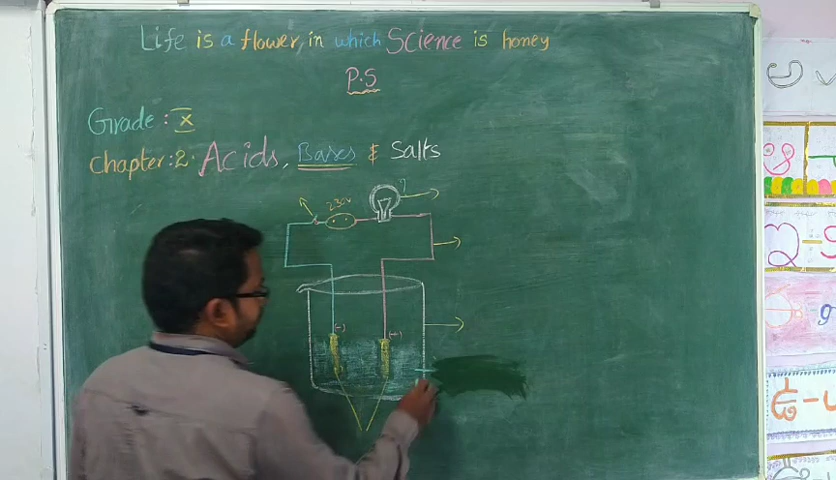 Life is a flower, in which Science is honey
P.S
Grade : X
Chapter:2. Acids, Bases & Salts
230v
(-) (+)